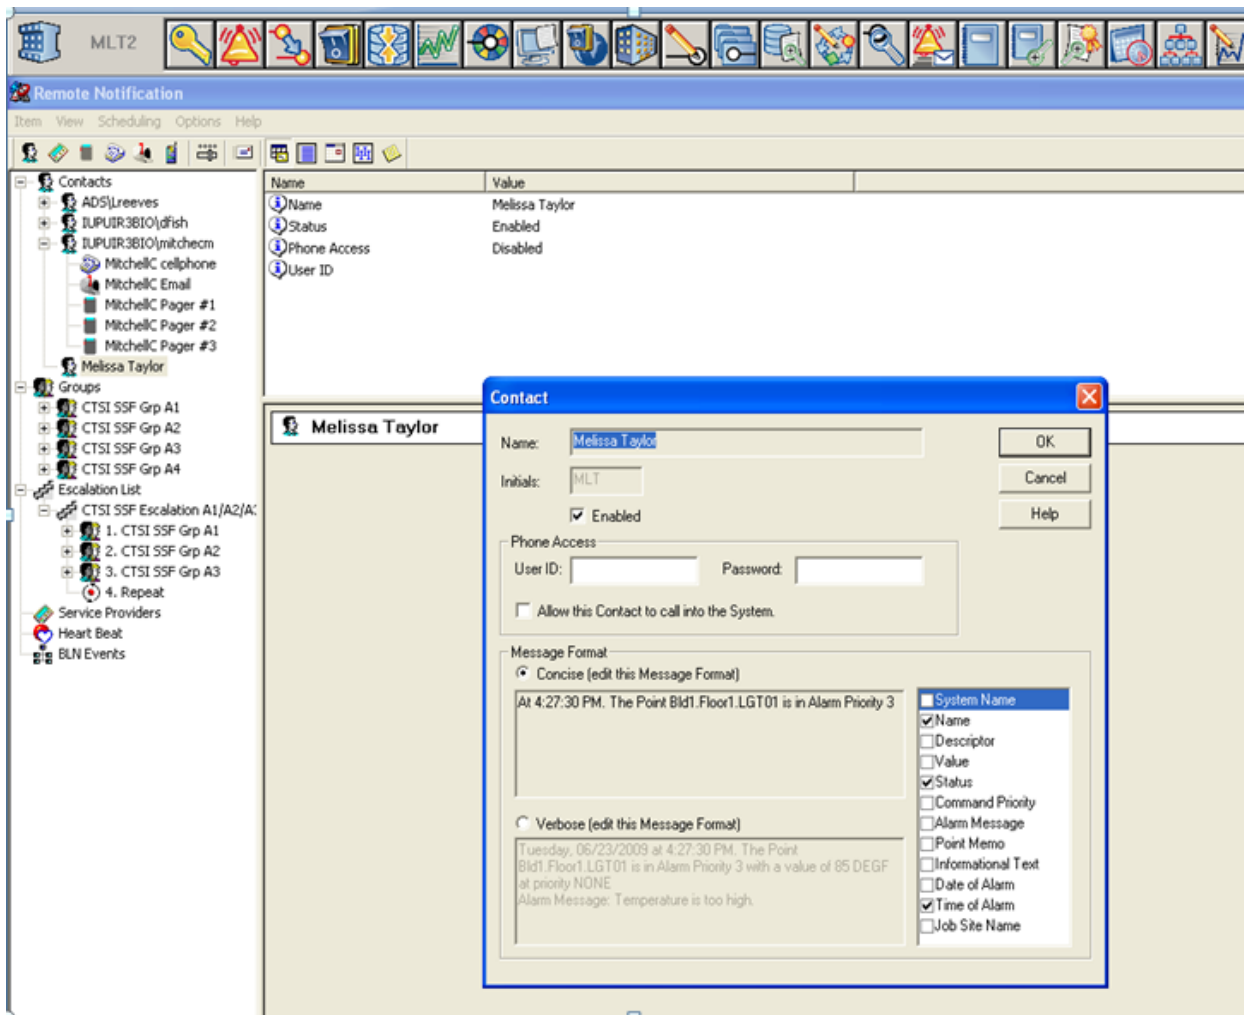 MLT2
Remote Notification
Item View Scheduling Options Help
Contacts
ADS\Lreeves
IUPUIR3BIO\dfish
IUPUIR3BIO\mitchecm
MitchellC cellphone
MitchellC Email
MitchellC Pager #1
MitchellC Pager #2
MitchellC Pager #3
Melissa Taylor
Groups
CTSI SSF Grp A1
CTSI SSF Grp A2
CTSI SSF Grp A3
CTSI SSF Grp A4
Escalation List
CTSI SSF Escalation A1/A2/A
1. CTSI SSF Grp A1
2. CTSI SSF Grp A2
3. CTSI SSF Grp A3
4. Repeat
Service Providers
Heart Beat
BLN Events
Name Value
Name Melissa Taylor
Status Enabled
Phone Access Disabled
User ID
Melissa Taylor
Contact
Name: Melissa Taylor
OK
Initials: MLT
Cancel
Enabled
Help
Phone Access
User ID: Password:
Allow this Contact to call into the System.
Message Format
Concise (edit this Message Format)
At 4:27:30 PM. The Point Bld1.Floor1.LGT01 is in Alarm Priority 3
Verbose (edit this Message Format)
Tuesday, 06/23/2009 at 4:27:30 PM. The Point
Bld1.Floor1.LGT01 is in Alarm Priority 3 with a value of 85 DEGF
at priority NONE
Alarm Message: Temperature is too high.
System Name
Name
Descriptor
Value
Status
Command Priority
Alarm Message
Point Memo
Informational Text
Date of Alarm
Time of Alarm
Job Site Name